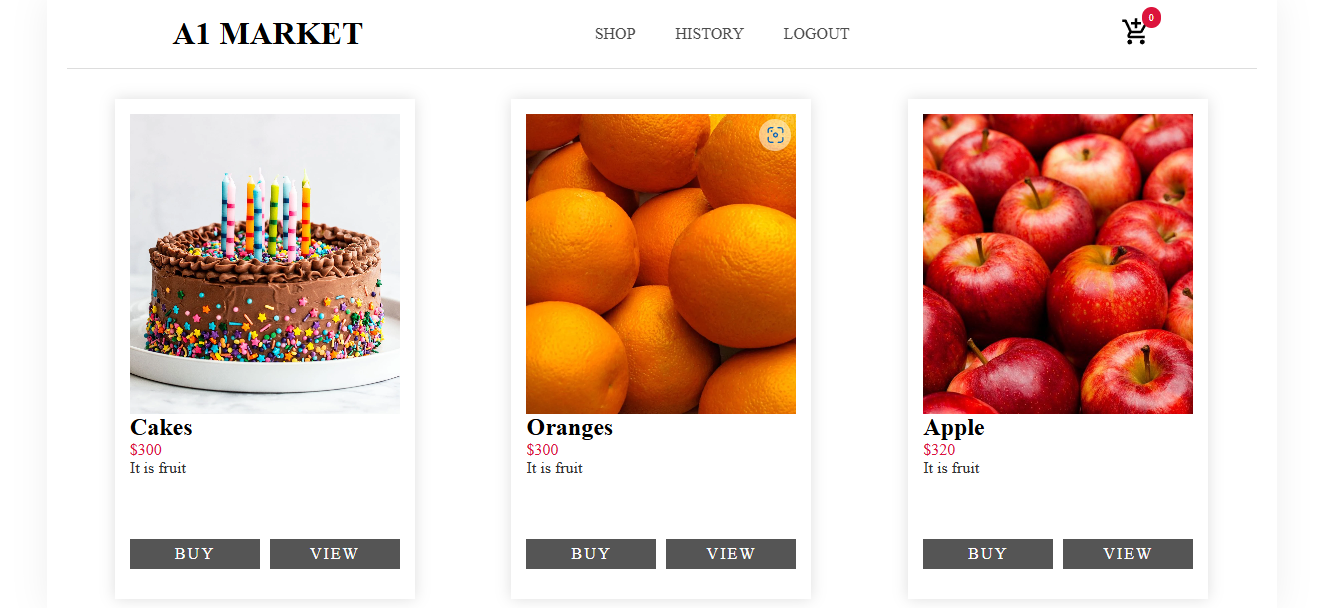 A1 MARKET
SHOP HISTORY LOGOUT
0
Cakes
$300
It is fruit
BUY VIEW
Oranges
$300
It is fruit
BUY VIEW
Apple
$320
It is fruit
BUY VIEW